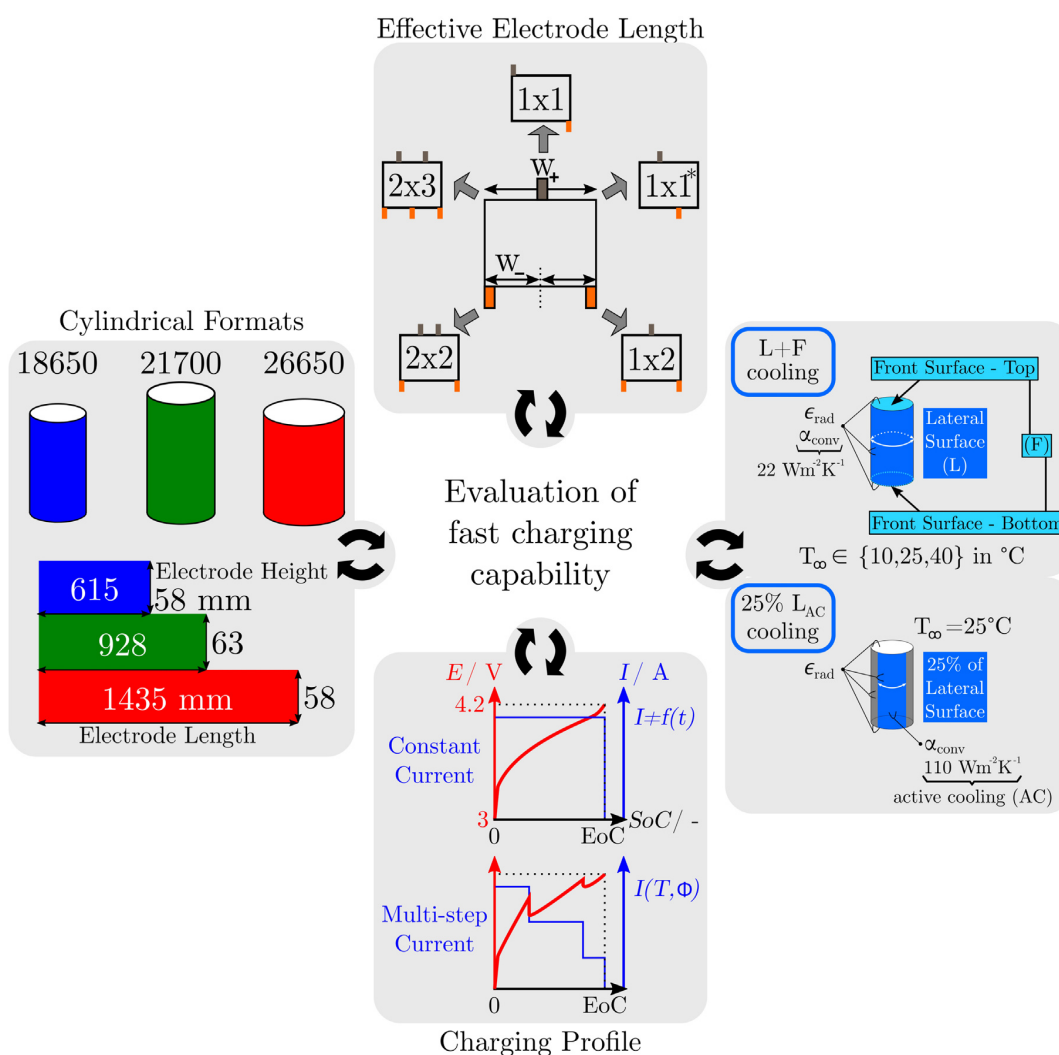 Effective Electrode Length
1x1
W₊
2x3
1x1*
W₋
2x2
1x2
Cylindrical Formats
18650 21700 26650
615
Electrode Height
58 mm
928
63
1435 mm
58
Electrode Length
Evaluation of
fast charging
capability
L+F
cooling
Front Surface - Top
ϵrad
αconv
22 Wm⁻²K⁻¹
Lateral
Surface
(L)
(F)
Front Surface - Bottom
T∞ ∈ {10,25,40} in °C
25% LAC
cooling
T∞ =25°C
ϵrad
25% of
Lateral
Surface
αconv
110 Wm⁻²K⁻¹
active cooling (AC)
E / V
I / A
4.2
I≠f(t)
Constant
Current
3
SoC / -
0
EoC
I(T,Φ)
Multi-step
Current
0
EoC
Charging Profile